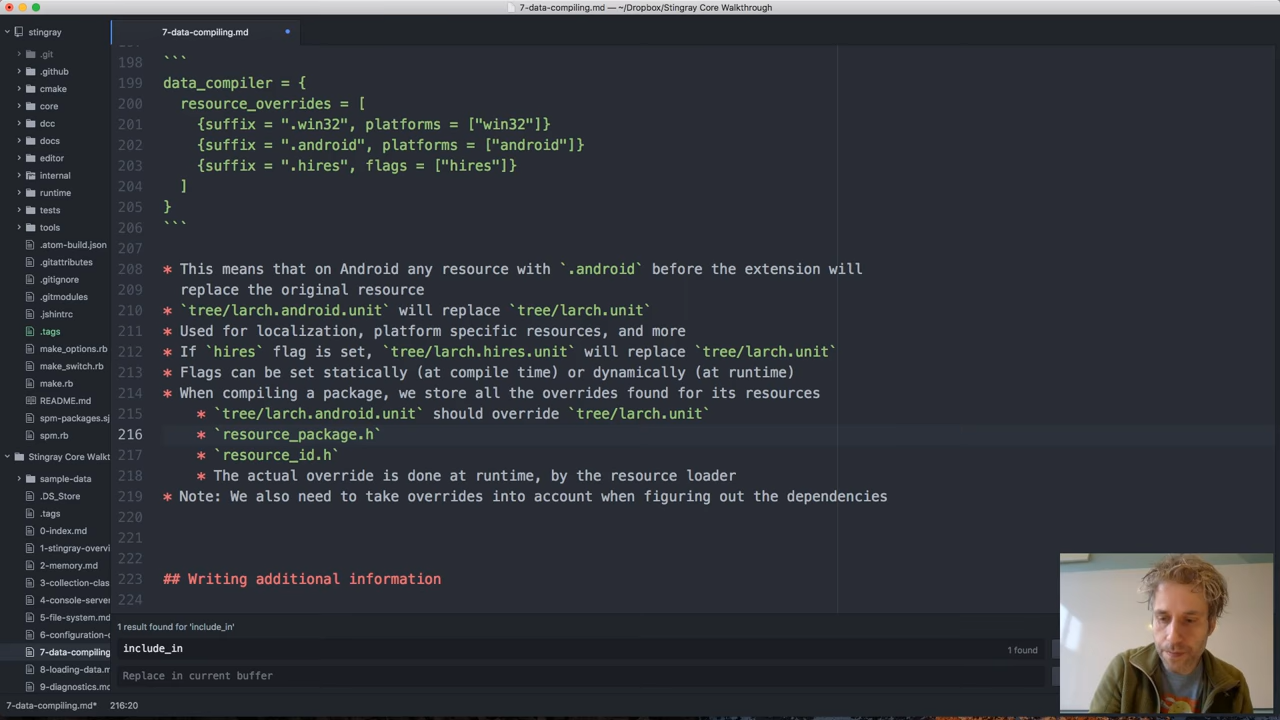 7-data-compiling.md — ~/Dropbox/Stingray Core Walkthrough
stingray
.git
.github
cmake
core
dcc
docs
editor
internal
runtime
tests
tools
.atom-build.json
.gitattributes
.gitignore
.gitmodules
.jshintrc
.tags
make_options.rb
make_switch.rb
make.rb
README.md
spm-packages.sj
spm.rb
Stingray Core Walkt
sample-data
.DS_Store
.tags
0-index.md
1-stingray-overvi
2-memory.md
3-collection-clas
4-console-server
5-file-system.md
6-configuration-d
7-data-compiling
8-loading-data.m
9-diagnostics.md
7-data-compiling.md
198 ```
199 data_compiler = {
200 resource_overrides = [
201 {suffix = ".win32", platforms = ["win32"]}
202 {suffix = ".android", platforms = ["android"]}
203 {suffix = ".hires", flags = ["hires"]}
204 ]
205 }
206 ```
207
208 * This means that on Android any resource with `.android` before the extension will
209 replace the original resource
210 * `tree/larch.android.unit` will replace `tree/larch.unit`
211 * Used for localization, platform specific resources, and more
212 * If `hires` flag is set, `tree/larch.hires.unit` will replace `tree/larch.unit`
213 * Flags can be set statically (at compile time) or dynamically (at runtime)
214 * When compiling a package, we store all the overrides found for its resources
215 * `tree/larch.android.unit` should override `tree/larch.unit`
216 * `resource_package.h`
217 * `resource_id.h`
218 * The actual override is done at runtime, by the resource loader
219 * Note: We also need to take overrides into account when figuring out the dependencies
220
221
222
223 ## Writing additional information
224
1 result found for 'include_in'
include_in
1 found
Replace in current buffer
7-data-compiling.md* 216:20